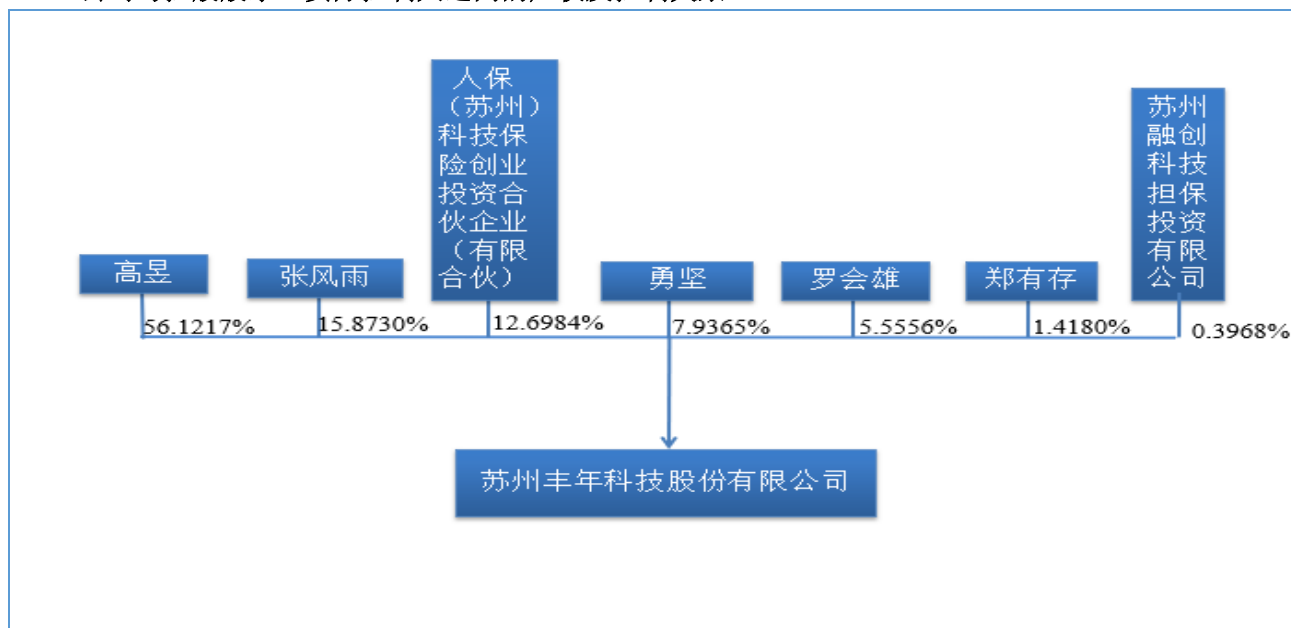 人保
（苏州）
科技保
险创业
投资合
伙企业
（有限
合伙）
苏州
融创
科技
担保
投资
有限
公司
高昱
张风雨
勇坚
罗会雄
郑有存
56.1217%
15.8730%
12.6984%
7.9365%
5.5556%
1.4180%
0.3968%
苏州丰年科技股份有限公司